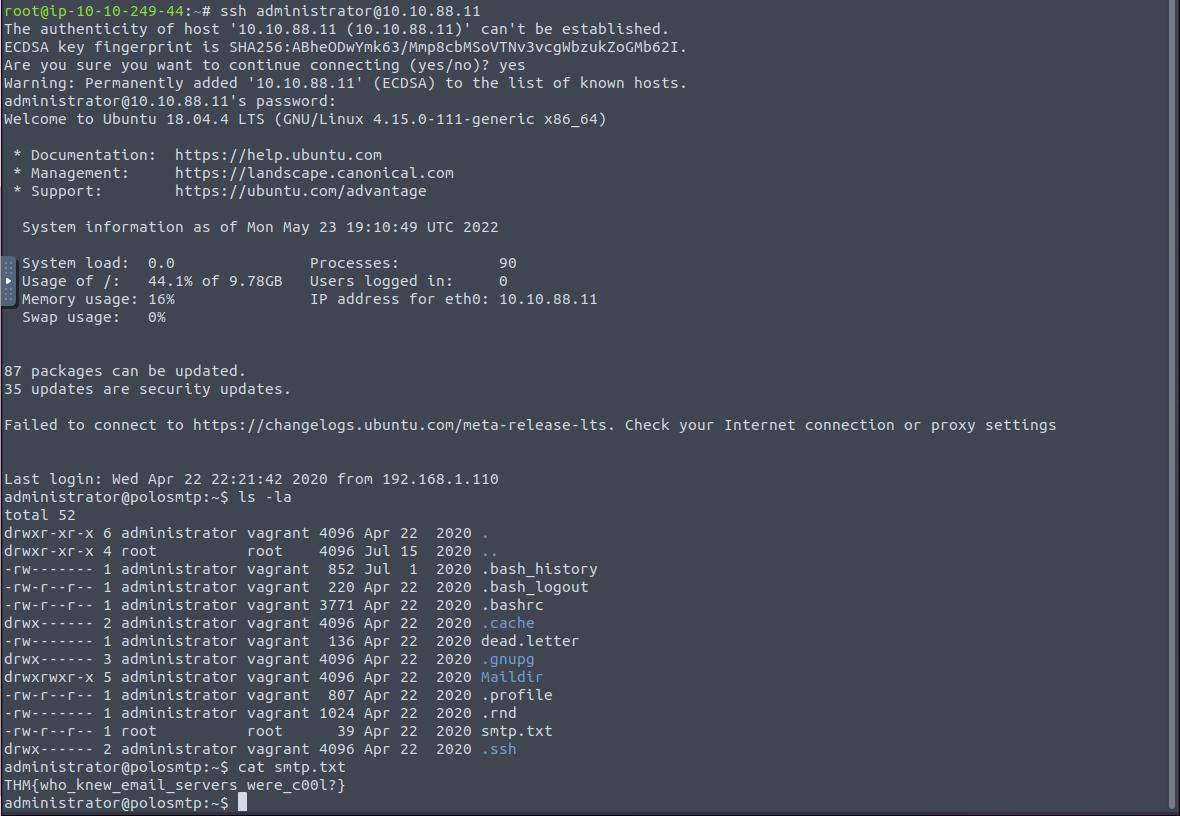 root@ip-10-10-249-44:~# ssh administrator@10.10.88.11
The authenticity of host '10.10.88.11 (10.10.88.11)' can't be established.
ECDSA key fingerprint is SHA256:ABheODwYmk63/Mmp8cbMSoVTNv3vcgWbzukZoGMb62I.
Are you sure you want to continue connecting (yes/no)? yes
Warning: Permanently added '10.10.88.11' (ECDSA) to the list of known hosts.
administrator@10.10.88.11's password:
Welcome to Ubuntu 18.04.4 LTS (GNU/Linux 4.15.0-111-generic x86_64)
 * Documentation:  https://help.ubuntu.com
 * Management:     https://landscape.canonical.com
 * Support:        https://ubuntu.com/advantage
  System information as of Mon May 23 19:10:49 UTC 2022
  System load:  0.0               Processes:           90
  Usage of /:   44.1% of 9.78GB   Users logged in:     0
  Memory usage: 16%               IP address for eth0: 10.10.88.11
  Swap usage:   0%
87 packages can be updated.
35 updates are security updates.
Failed to connect to https://changelogs.ubuntu.com/meta-release-lts. Check your Internet connection or proxy settings
Last login: Wed Apr 22 22:21:42 2020 from 192.168.1.110
administrator@polosmtp:~$ ls -la
total 52
drwxr-xr-x 6 administrator vagrant 4096 Apr 22  2020 .
drwxr-xr-x 4 root          root    4096 Jul 15  2020 ..
-rw------- 1 administrator vagrant  852 Jul  1  2020 .bash_history
-rw-r--r-- 1 administrator vagrant  220 Apr 22  2020 .bash_logout
-rw-r--r-- 1 administrator vagrant 3771 Apr 22  2020 .bashrc
drwx------ 2 administrator vagrant 4096 Apr 22  2020 .cache
-rw------- 1 administrator vagrant  136 Apr 22  2020 dead.letter
drwx------ 3 administrator vagrant 4096 Apr 22  2020 .gnupg
drwxrwxr-x 5 administrator vagrant 4096 Apr 22  2020 Maildir
-rw-r--r-- 1 administrator vagrant  807 Apr 22  2020 .profile
-rw------- 1 administrator vagrant 1024 Apr 22  2020 .rnd
-rw-r--r-- 1 root          root      39 Apr 22  2020 smtp.txt
drwx------ 2 administrator vagrant 4096 Apr 22  2020 .ssh
administrator@polosmtp:~$ cat smtp.txt
THM{who_knew_email_servers_were_c00l?}
administrator@polosmtp:~$